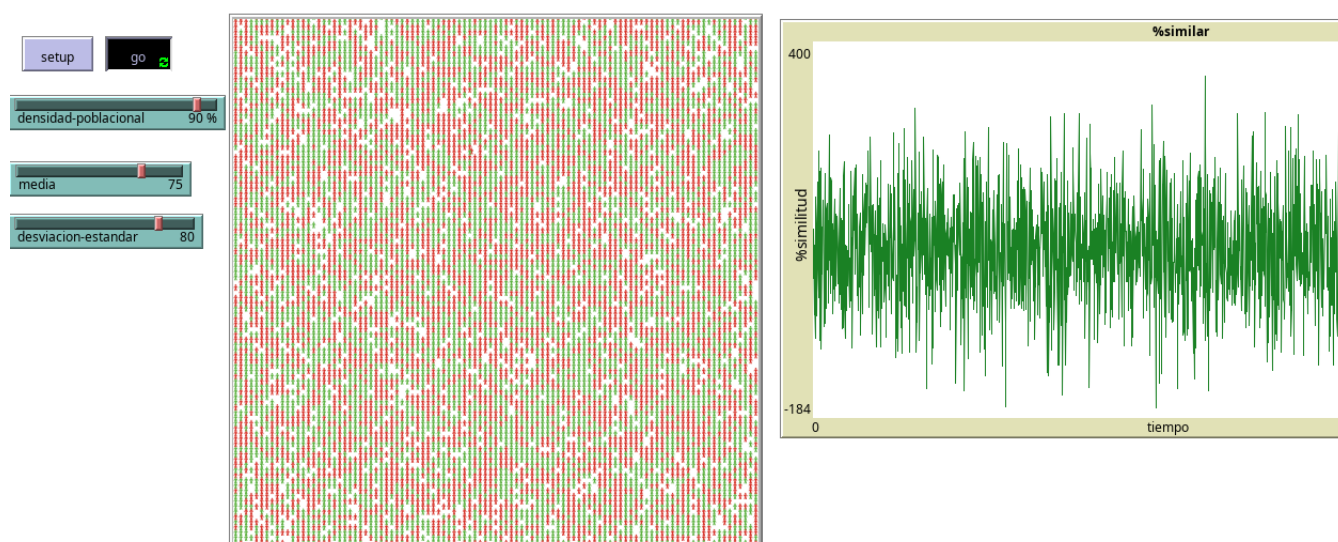 setup
go
densidad-poblacional 90 %
media 75
desviacion-estandar 80
%similar
400
%similitud
-184
0
tiempo